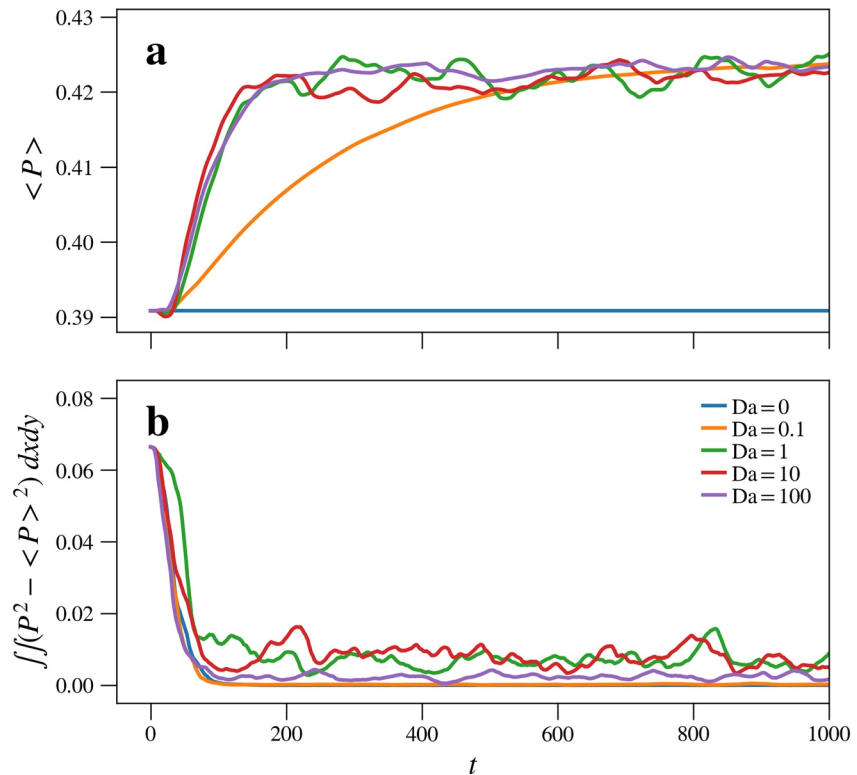 a
0.43
0.42
0.41
0.40
0.39
< P >
b
0.08
0.06
0.04
0.02
0.00
∫∫(P² − < P >²) dxdy
Da = 0
Da = 0.1
Da = 1
Da = 10
Da = 100
0 200 400 600 800 1000
t